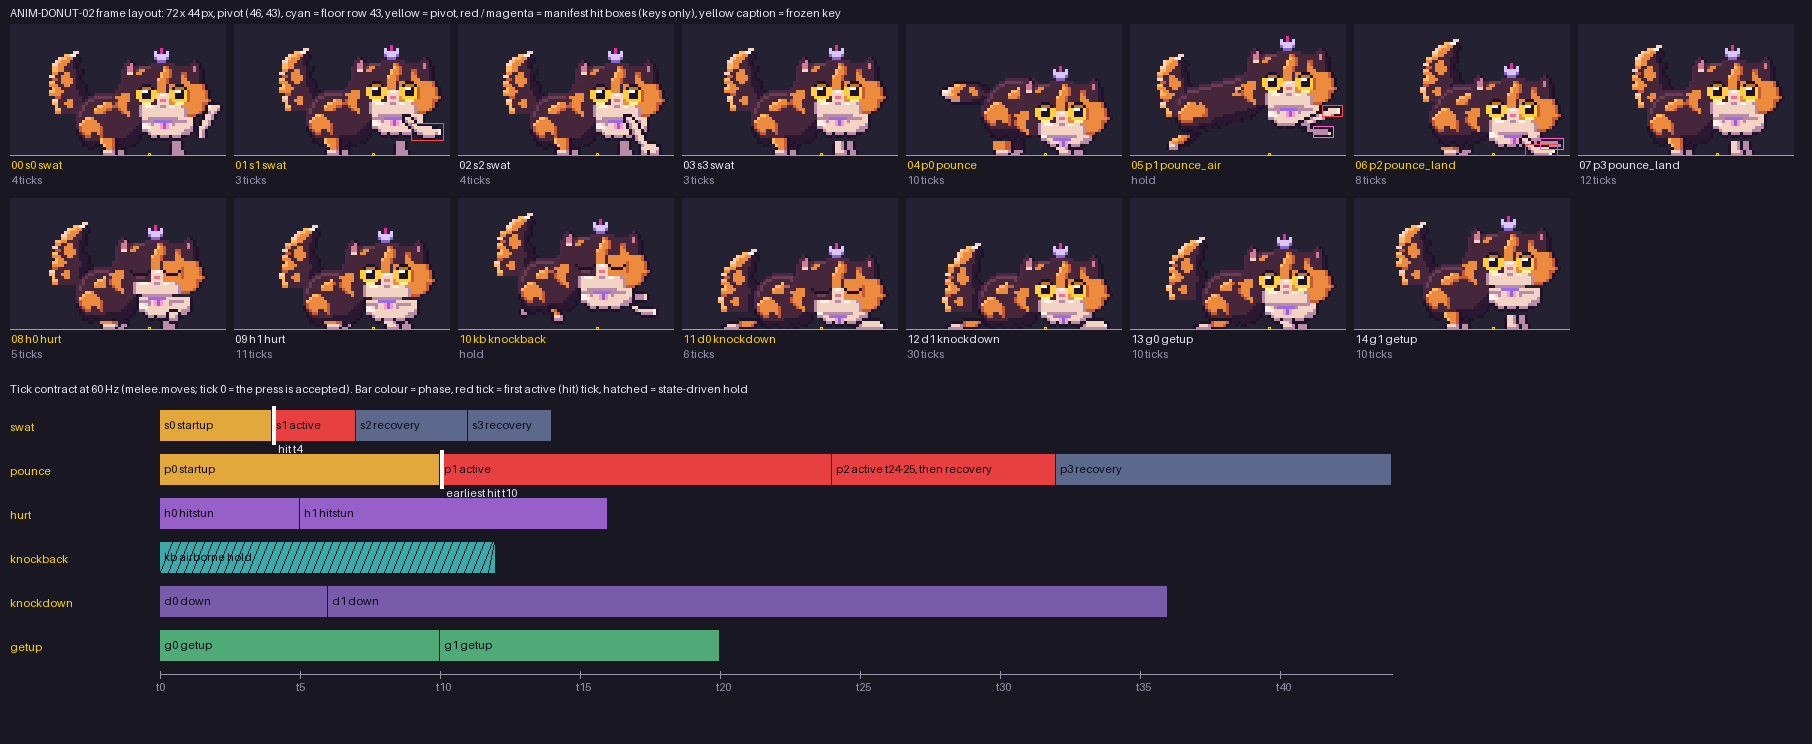 ANIM-DONUT-02 frame layout: 72 x 44 px, pivot (46, 43), cyan = floor row 43, yellow = pivot, red / magenta = manifest hit boxes (keys only), yellow caption = frozen key
00 s0 swat
01 s1 swat
02 s2 swat
03 s3 swat
04 p0 pounce
05 p1 pounce_air
06 p2 pounce_land
07 p3 pounce_land
4 ticks
3 ticks
4 ticks
3 ticks
10 ticks
hold
8 ticks
12 ticks
08 h0 hurt
09 h1 hurt
10 kb knockback
11 d0 knockdown
12 d1 knockdown
13 g0 getup
14 g1 getup
5 ticks
11 ticks
hold
6 ticks
30 ticks
10 ticks
10 ticks
Tick contract at 60 Hz (melee.moves; tick 0 = the press is accepted). Bar colour = phase, red tick = first active (hit) tick, hatched = state-driven hold
swat
s0 startup
s1 active
s2 recovery
s3 recovery
hit t4
pounce
p0 startup
p1 active
p2 active t24-25, then recovery
p3 recovery
earliest hit t10
hurt
h0 hitstun
h1 hitstun
knockback
kb airborne hold
knockdown
d0 down
d1 down
getup
g0 getup
g1 getup
t0
t5
t10
t15
t20
t25
t30
t35
t40